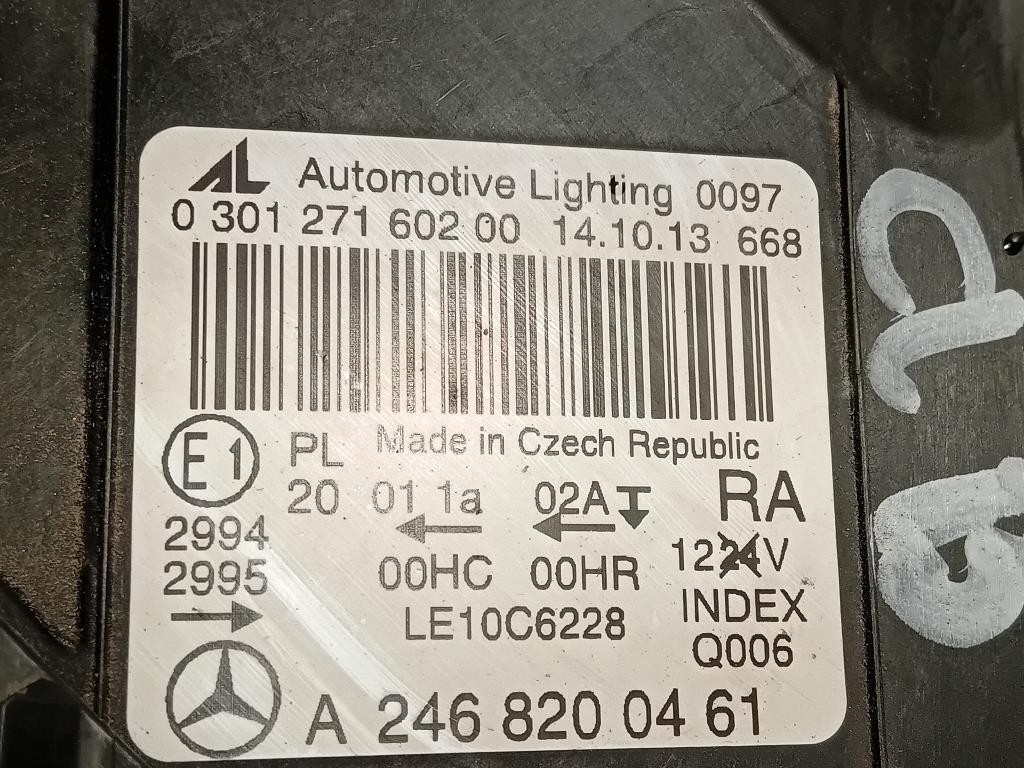 AL Automotive Lighting 0097
0 301 271 602 00 14.10.13 668
E1 PL Made in Czech Republic
20 01 1a 02A RA
2994 00HC 00HR 1224V
2995 LE10C6228 INDEX
Q006
A 246 820 04 61